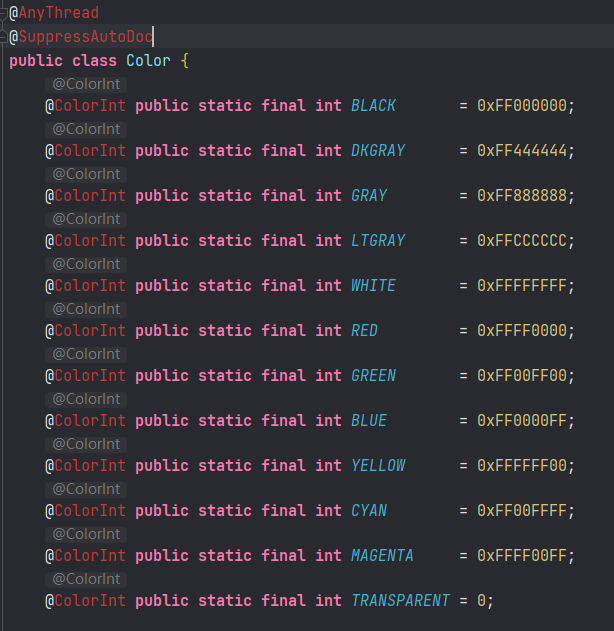 @AnyThread
@SuppressAutoDoc
public class Color {
@ColorInt
@ColorInt public static final int BLACK       = 0xFF000000;
@ColorInt
@ColorInt public static final int DKGRAY      = 0xFF444444;
@ColorInt
@ColorInt public static final int GRAY        = 0xFF888888;
@ColorInt
@ColorInt public static final int LTGRAY      = 0xFFCCCCCC;
@ColorInt
@ColorInt public static final int WHITE       = 0xFFFFFFFF;
@ColorInt
@ColorInt public static final int RED         = 0xFFFF0000;
@ColorInt
@ColorInt public static final int GREEN       = 0xFF00FF00;
@ColorInt
@ColorInt public static final int BLUE        = 0xFF0000FF;
@ColorInt
@ColorInt public static final int YELLOW      = 0xFFFFFF00;
@ColorInt
@ColorInt public static final int CYAN        = 0xFF00FFFF;
@ColorInt
@ColorInt public static final int MAGENTA     = 0xFFFF00FF;
@ColorInt
@ColorInt public static final int TRANSPARENT = 0;